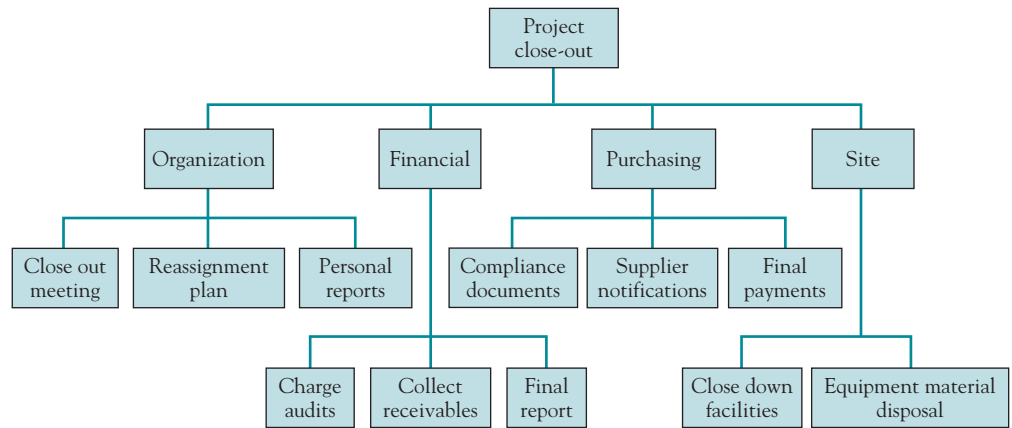 Project
close-out
Organization
Financial
Purchasing
Site
Close out
meeting
Reassignment
plan
Personal
reports
Compliance
documents
Supplier
notifications
Final
payments
Charge
audits
Collect
receivables
Final
report
Close down
facilities
Equipment material
disposal